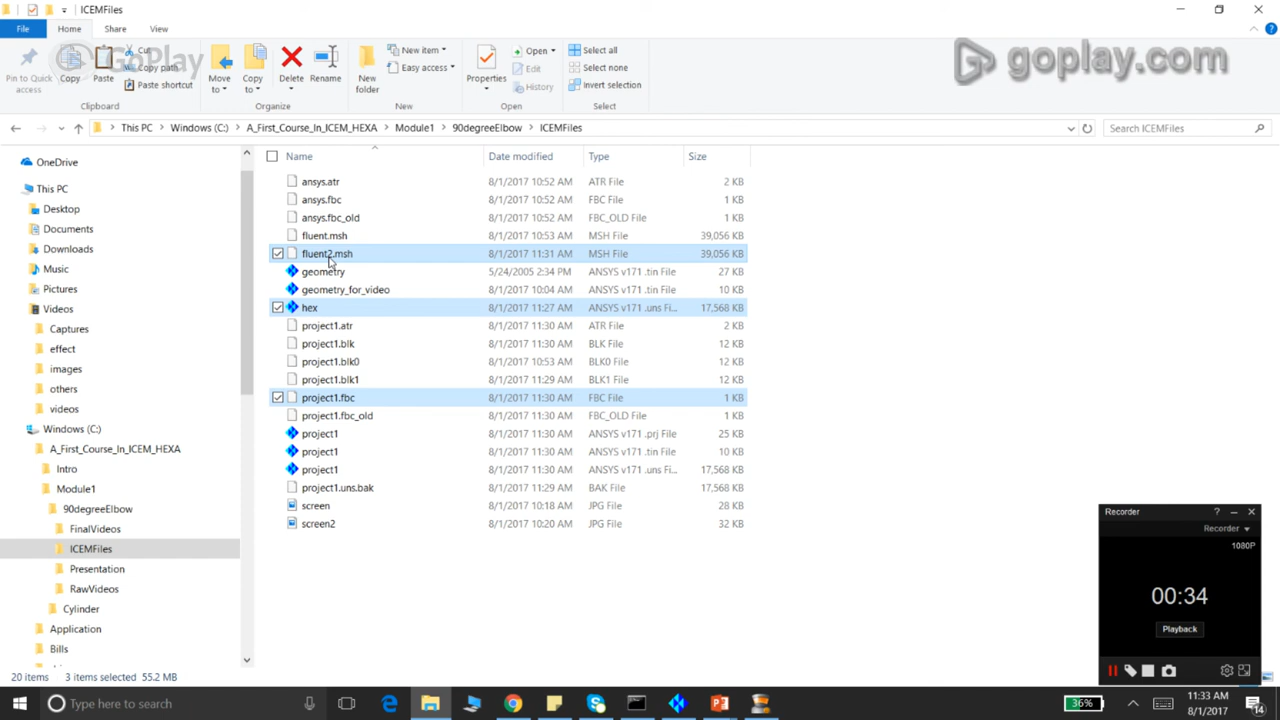 ICEMFiles
File Home Share View
GoPlay
goplay.com
Pin to Quick access
Copy
Paste
Cut
Copy path
Paste shortcut
Move to
Copy to
Delete
Rename
New folder
New item
Easy access
Properties
Open
Edit
History
Select all
Select none
Invert selection
Clipboard Organize New Open Select
This PC > Windows (C:) > A_First_Course_In_ICEM_HEXA > Module1 > 90degreeElbow > ICEMFiles
Search ICEMFiles
OneDrive
This PC
Desktop
Documents
Downloads
Music
Pictures
Videos
Captures
effect
images
others
videos
Windows (C:)
A_First_Course_In_ICEM_HEXA
Intro
Module1
90degreeElbow
FinalVideos
ICEMFiles
Presentation
RawVideos
Cylinder
Application
Bills
Name Date modified Type Size
ansys.atr 8/1/2017 10:52 AM ATR File 2 KB
ansys.fbc 8/1/2017 10:52 AM FBC File 1 KB
ansys.fbc_old 8/1/2017 10:52 AM FBC_OLD File 1 KB
fluent.msh 8/1/2017 10:53 AM MSH File 39,056 KB
fluent2.msh 8/1/2017 11:31 AM MSH File 39,056 KB
geometry 5/24/2005 2:34 PM ANSYS v171 .tin File 27 KB
geometry_for_video 8/1/2017 10:04 AM ANSYS v171 .tin File 10 KB
hex 8/1/2017 11:27 AM ANSYS v171 .uns Fi... 17,568 KB
project1.atr 8/1/2017 11:30 AM ATR File 2 KB
project1.blk 8/1/2017 11:30 AM BLK File 12 KB
project1.blk0 8/1/2017 10:53 AM BLK0 File 12 KB
project1.blk1 8/1/2017 11:29 AM BLK1 File 12 KB
project1.fbc 8/1/2017 11:30 AM FBC File 1 KB
project1.fbc_old 8/1/2017 11:30 AM FBC_OLD File 1 KB
project1 8/1/2017 11:30 AM ANSYS v171 .prj File 25 KB
project1 8/1/2017 11:30 AM ANSYS v171 .tin File 10 KB
project1 8/1/2017 11:30 AM ANSYS v171 .uns Fi... 17,568 KB
project1.uns.bak 8/1/2017 11:29 AM BAK File 17,568 KB
screen 8/1/2017 10:18 AM JPG File 28 KB
screen2 8/1/2017 10:20 AM JPG File 32 KB
Recorder ?
Recorder
1080P
00:34
Playback
20 items 3 items selected 55.2 MB
Type here to search
36%
11:33 AM
8/1/2017
14